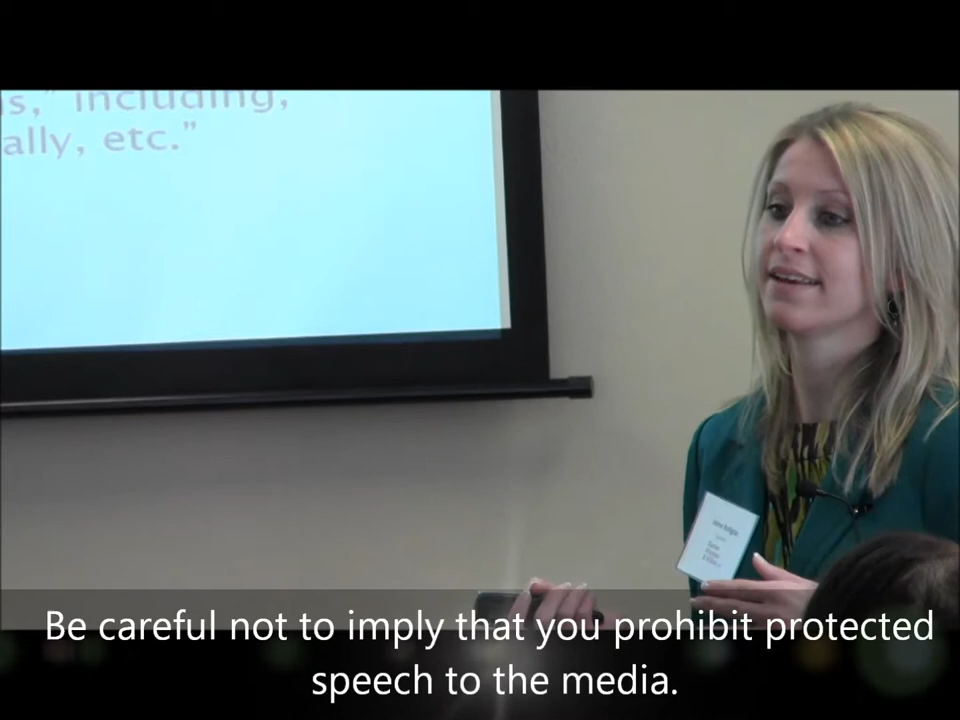 s," including,
ally, etc."
Be careful not to imply that you prohibit protected
speech to the media.